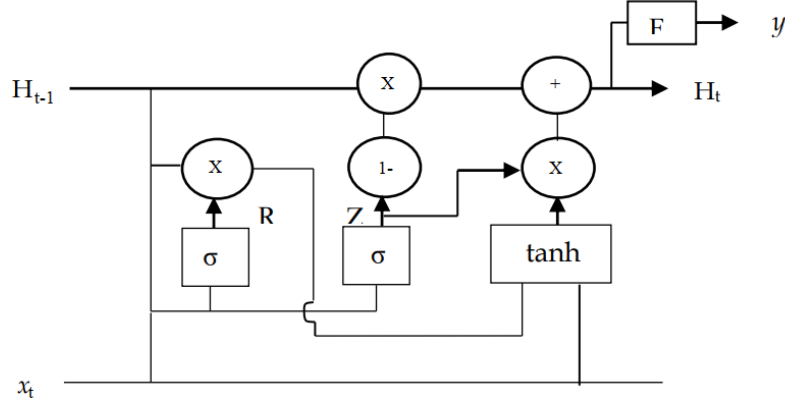 F y
H_{t-1} X + H_t
X 1- X
R Z
σ σ tanh
x_t